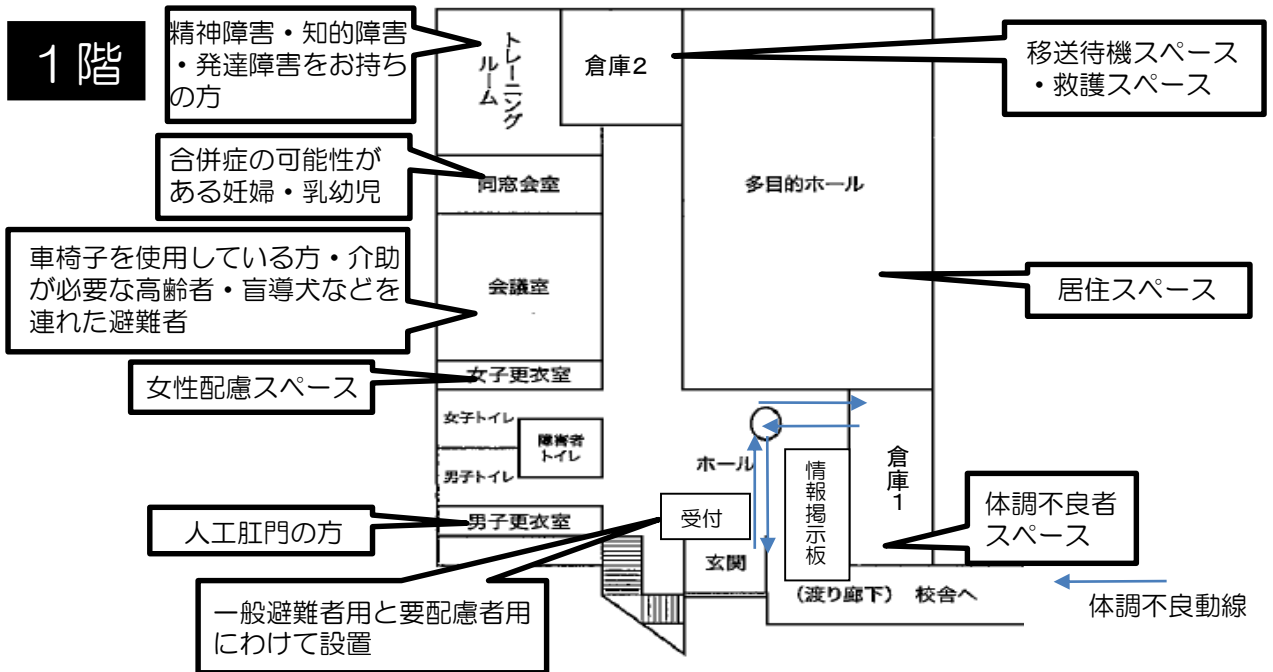 １階
精神障害・知的障害
・発達障害をお持ち
の方
トレーニング
ルーム
倉庫2
移送待機スペース
・救護スペース
合併症の可能性が
ある妊婦・乳幼児
同窓会室
多目的ホール
車椅子を使用している方・介助
が必要な高齢者・盲導犬などを
連れた避難者
会議室
居住スペース
女性配慮スペース
女子更衣室
女子トイレ
障害者
トイレ
男子トイレ
ホール
情報掲示板
倉庫1
人工肛門の方
男子更衣室
受付
体調不良者
スペース
玄関
(渡り廊下) 校舎へ
体調不良動線
一般避難者用と要配慮者用
にわけて設置